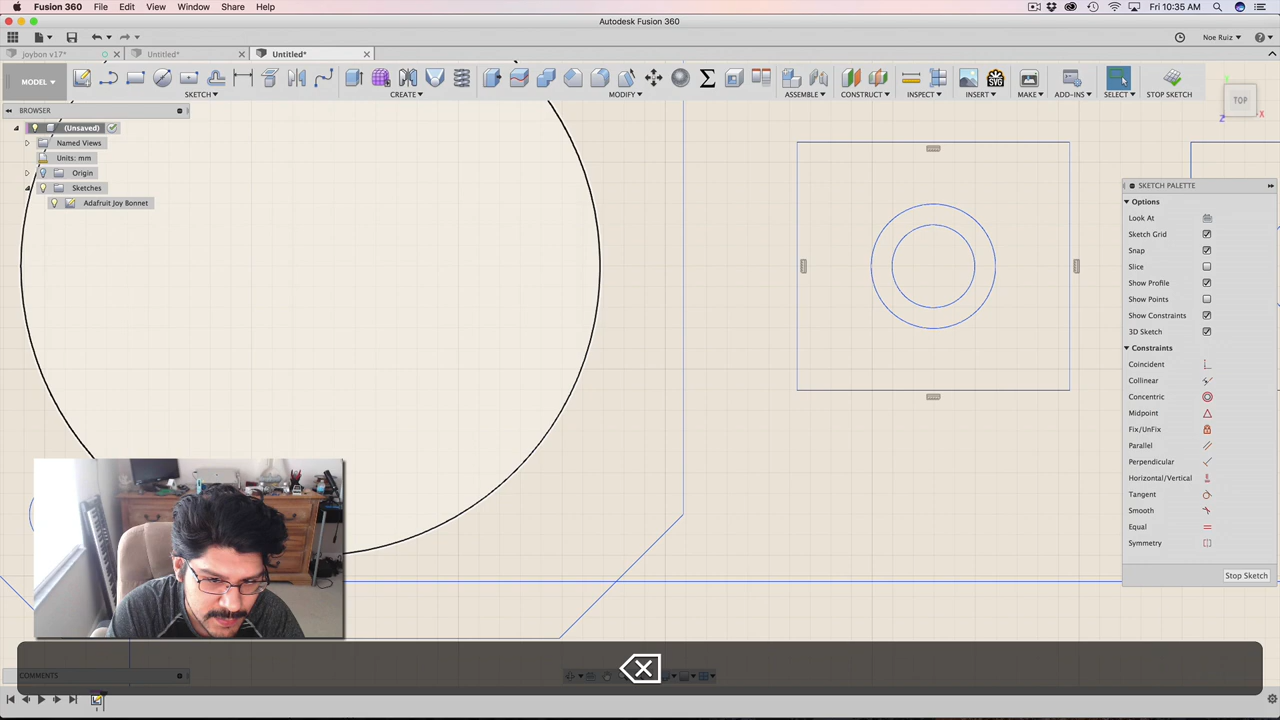 Fusion 360 File Edit View Window Share Help Fri 10:35 AM
Autodesk Fusion 360
Noe Ruiz
joybon v17* Untitled* Untitled*
MODEL SKETCH CREATE MODIFY ASSEMBLE CONSTRUCT INSPECT INSERT MAKE ADD-INS SELECT STOP SKETCH
TOP
X
Z
BROWSER
(Unsaved)
Named Views
Units: mm
Origin
Sketches
Adafruit Joy Bonnet
SKETCH PALETTE
Options
Look At
Sketch Grid
Snap
Slice
Show Profile
Show Points
Show Constraints
3D Sketch
Constraints
Coincident
Collinear
Concentric
Midpoint
Fix/UnFix
Parallel
Perpendicular
Horizontal/Vertical
Tangent
Smooth
Equal
Symmetry
Stop Sketch
COMMENTS